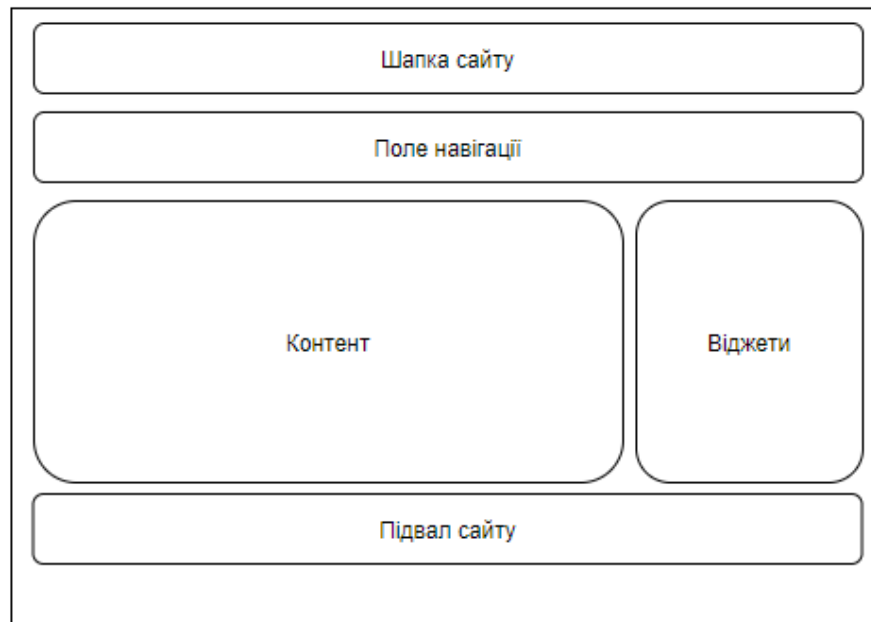 Шапка сайту
Поле навігації
Контент
Віджети
Підвал сайту